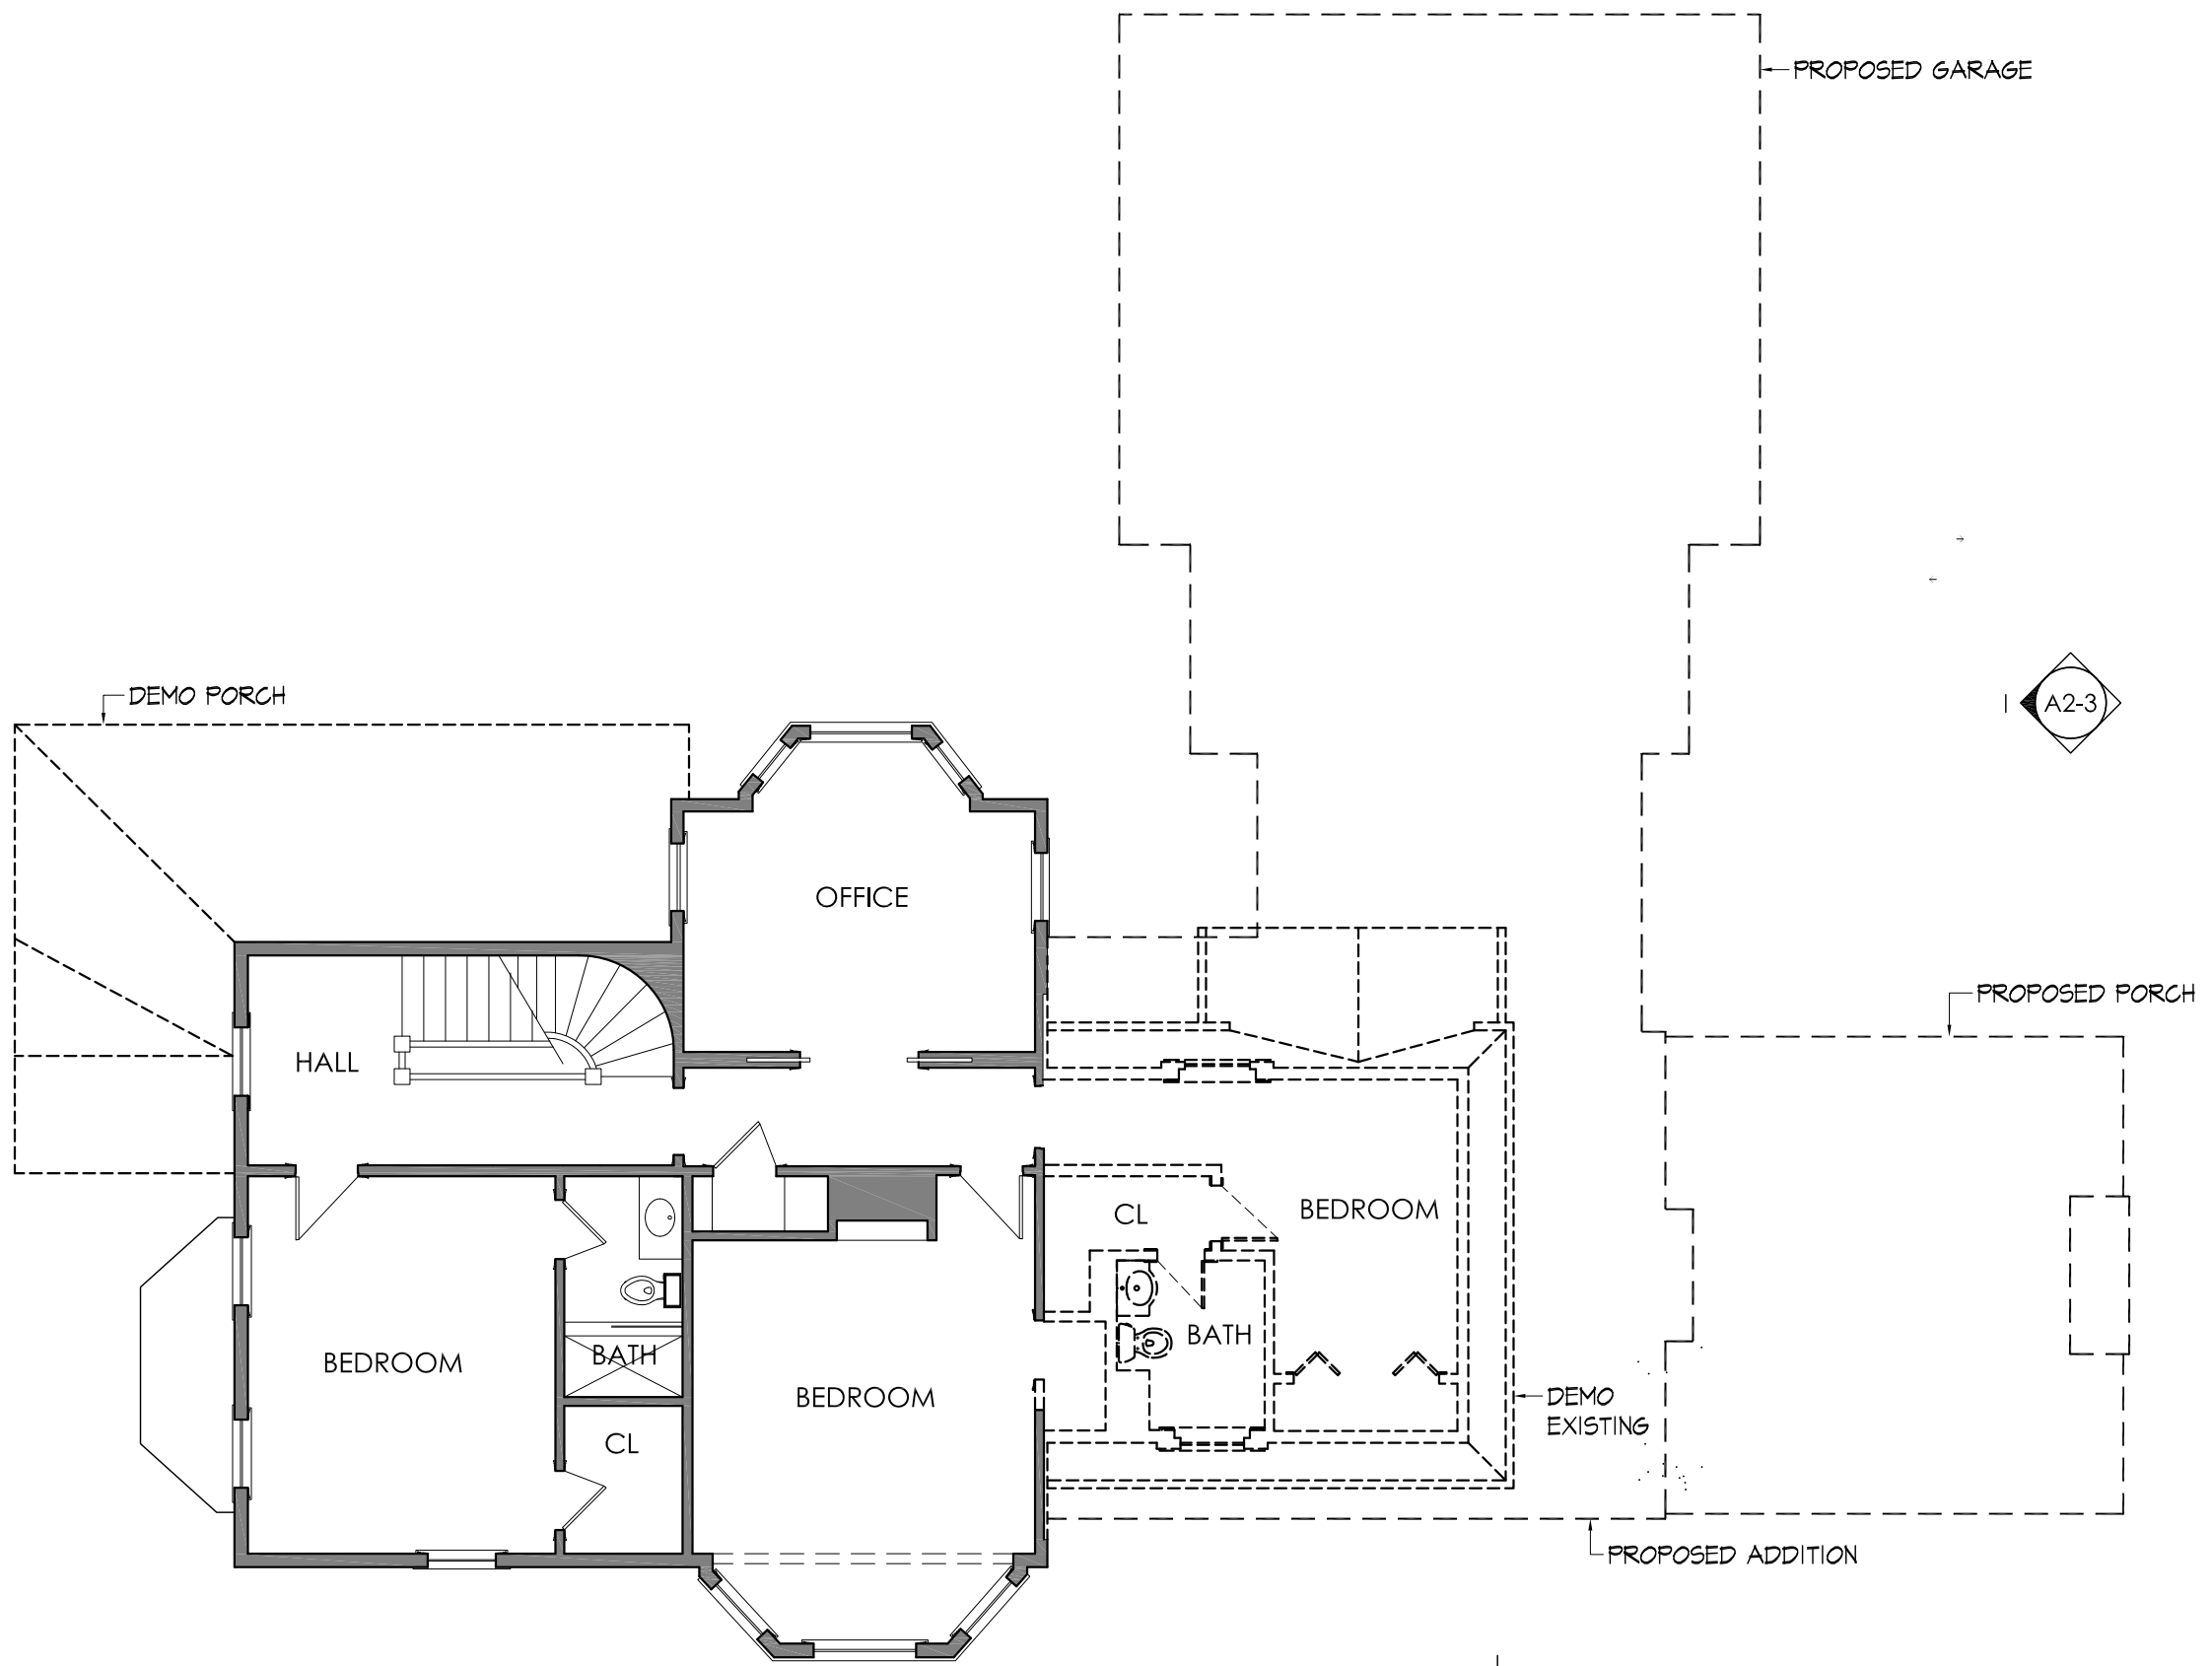 PROPOSED GARAGE
DEMO PORCH
1
A2-3
OFFICE
PROPOSED PORCH
HALL
CL
BEDROOM
BATH
BEDROOM
BATH
BEDROOM
DEMO
EXISTING
CL
PROPOSED ADDITION